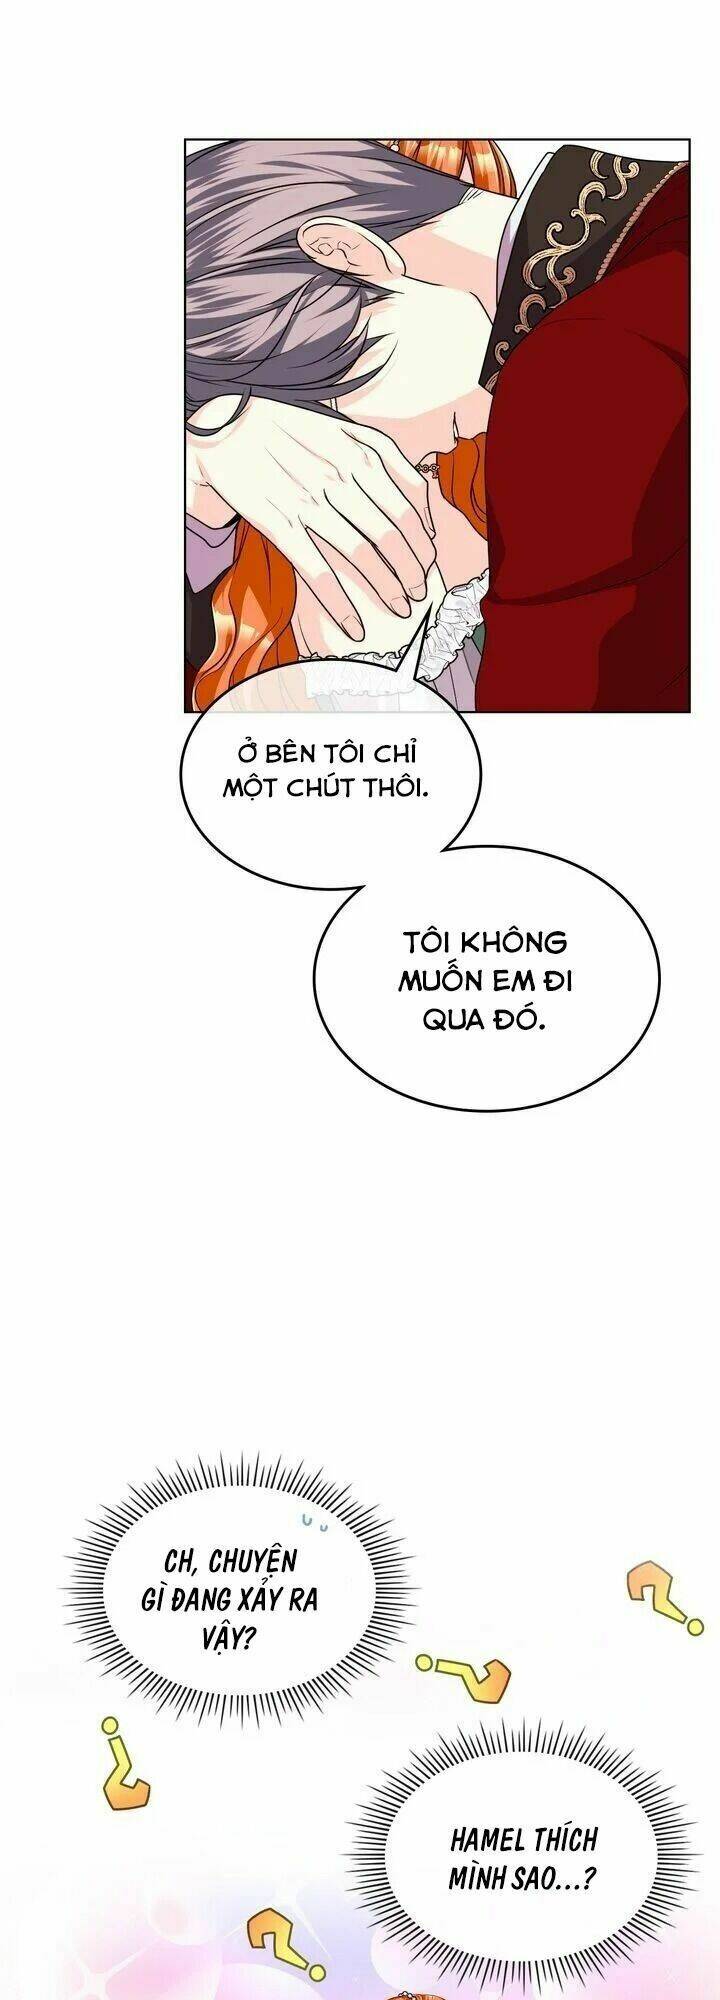 Ở BÊN TÔI CHỈ
MỘT CHÚT THÔI.
TÔI KHÔNG
MUỐN EM ĐI
QUA ĐÓ.
CH, CHUYỆN
GÌ ĐANG XẢY RA
VẬY?
HAMEL THÍCH
MÌNH SAO...?